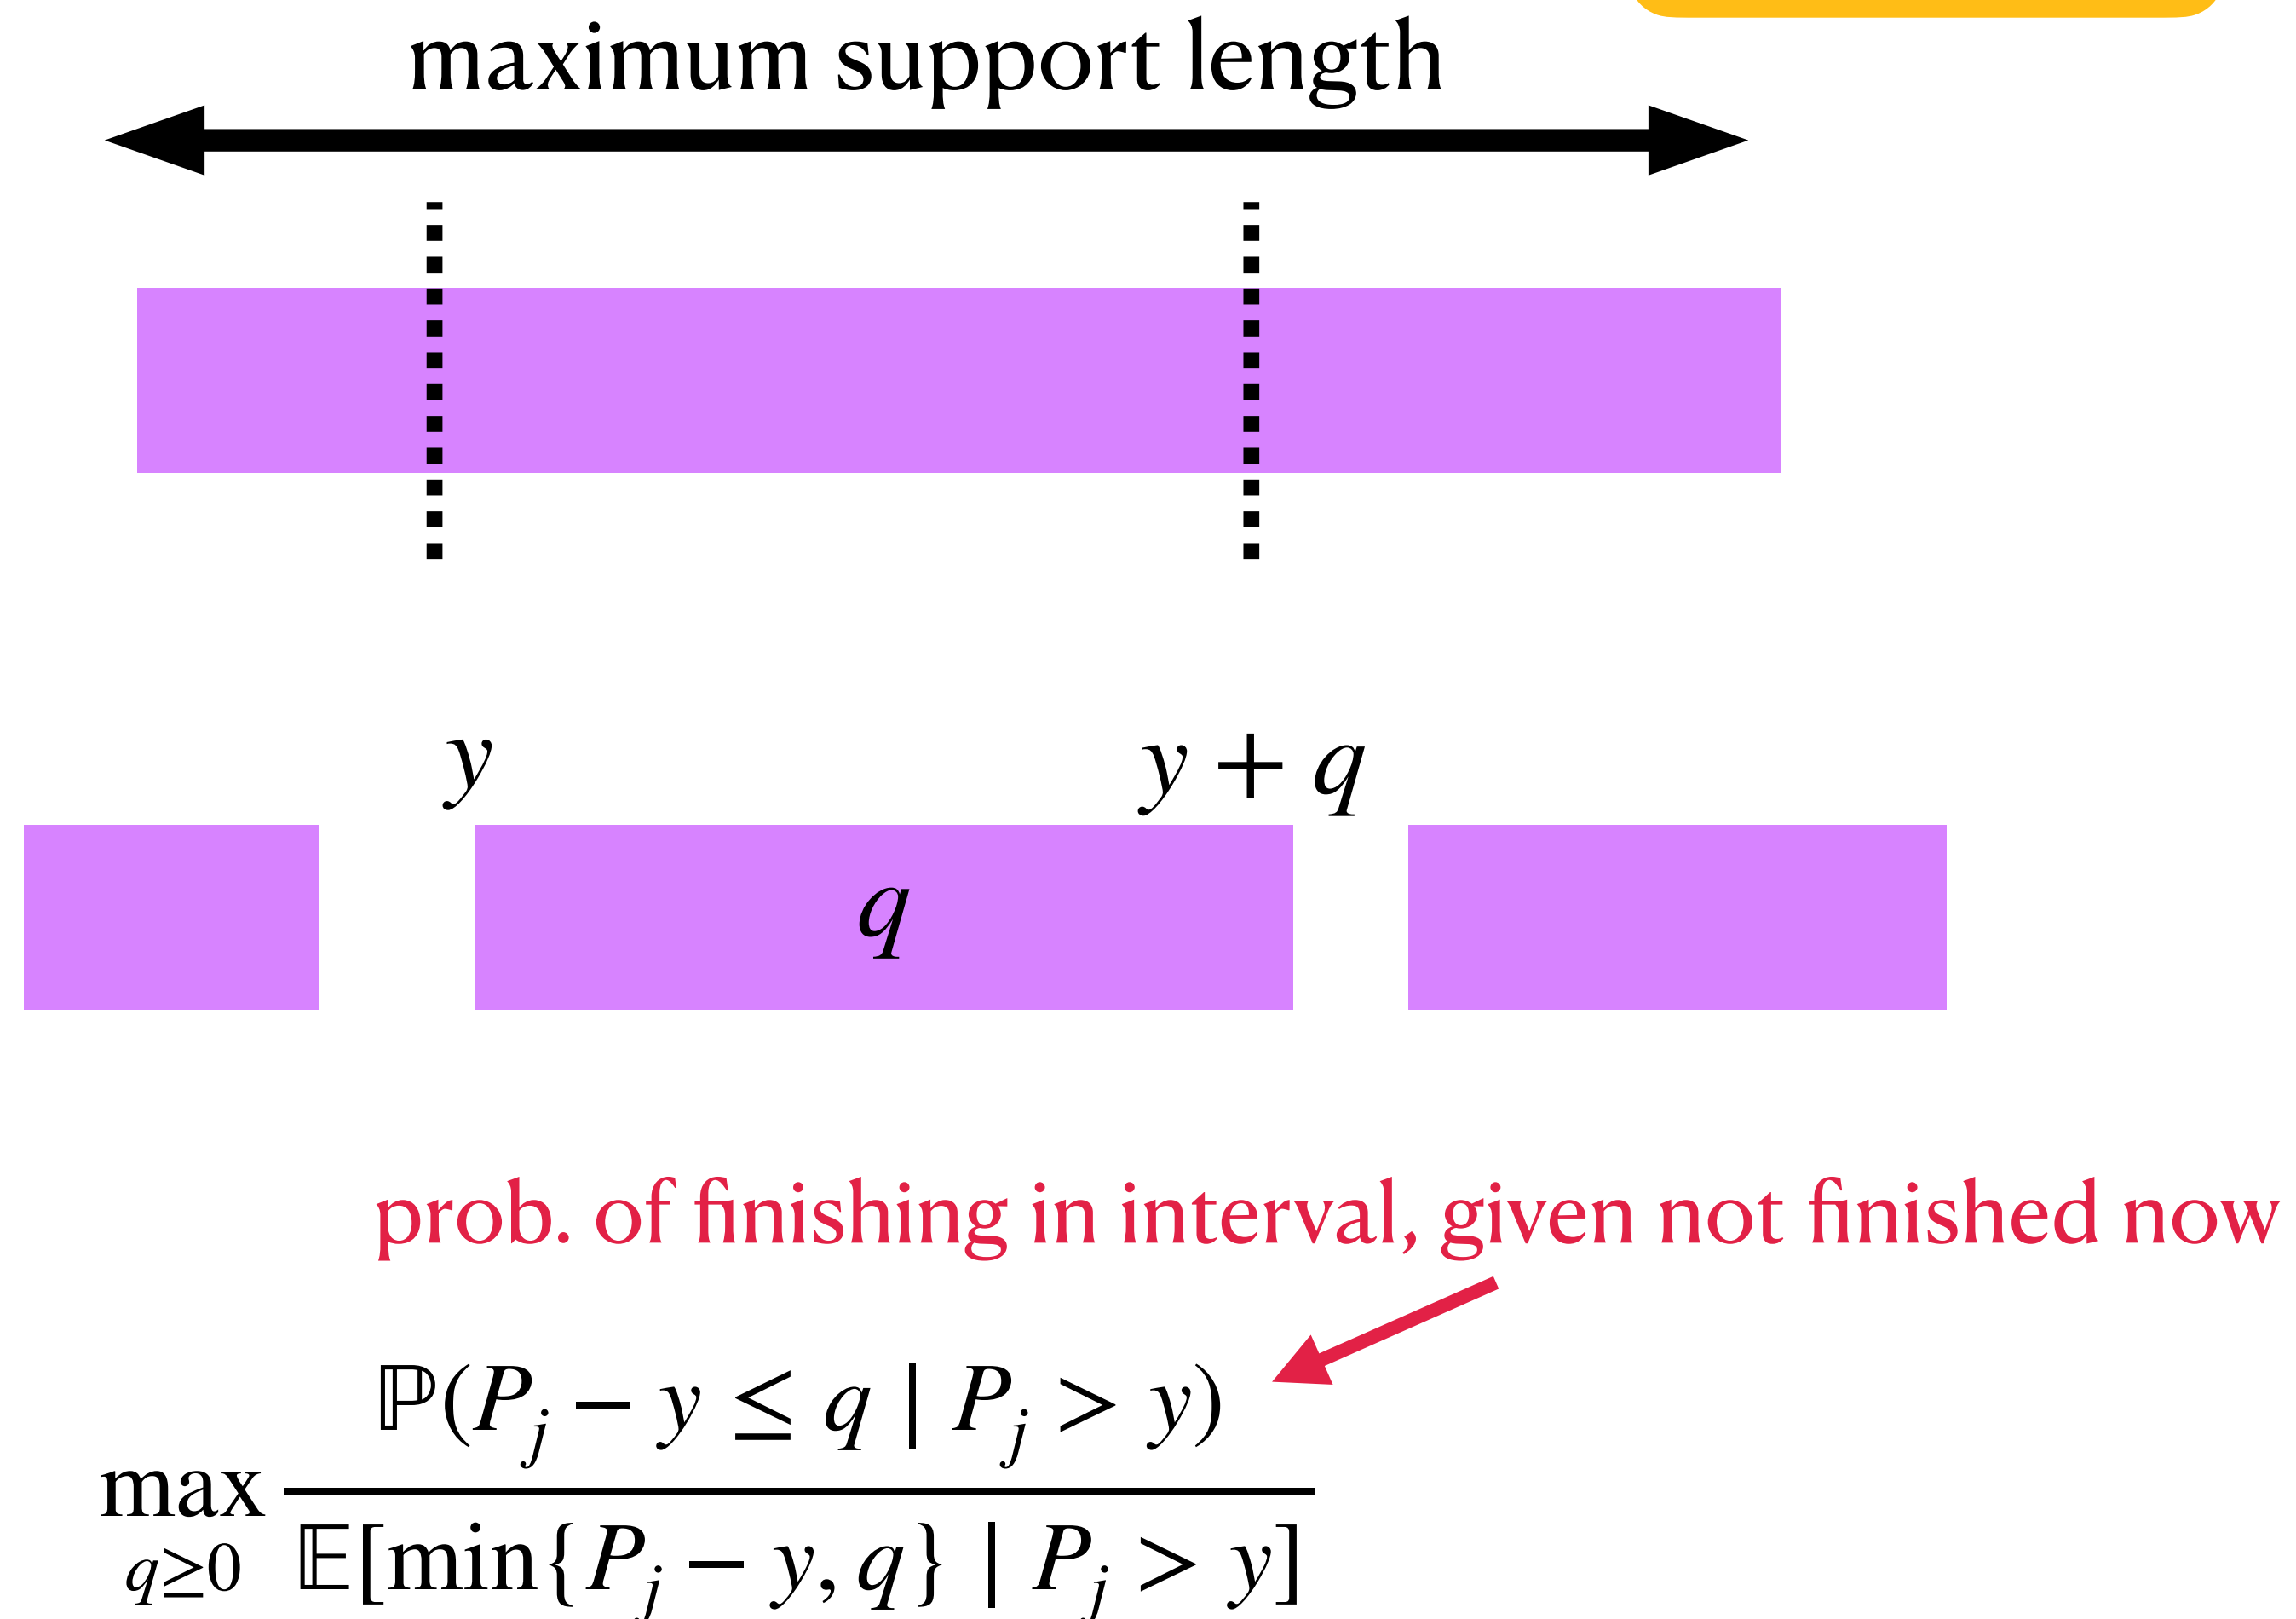 maximum support length
y y + q
q
prob. of finishing in interval, given not finished now
ℙ(P_j − y ≤ q | P_j > y)
max
q≥0
𝔼[min{P_j − y, q} | P_j > y]